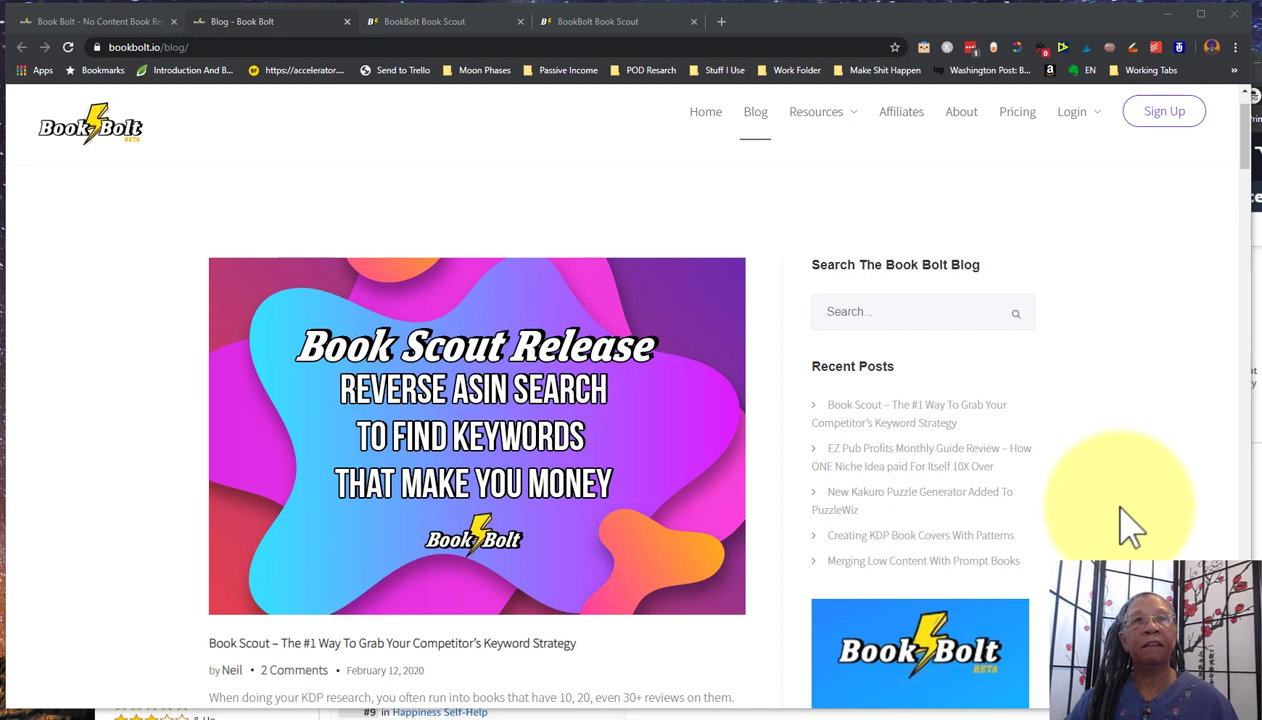 Book Bolt - No Content Book Re
Blog - Book Bolt
BookBolt Book Scout
BookBolt Book Scout
bookbolt.io/blog/
Apps
Bookmarks
Introduction And B...
https://accelerator....
Send to Trello
Moon Phases
Passive Income
POD Resarch
Stuff I Use
Work Folder
Make Shit Happen
Washington Post: B...
EN
Working Tabs
Book Bolt
BETA
Home
Blog
Resources
Affiliates
About
Pricing
Login
Sign Up
Book Scout Release
REVERSE ASIN SEARCH
TO FIND KEYWORDS
THAT MAKE YOU MONEY
Book Bolt
Book Scout – The #1 Way To Grab Your Competitor's Keyword Strategy
by Neil • 2 Comments • February 12, 2020
When doing your KDP research, you often run into books that have 10, 20, even 30+ reviews on them.
Search The Book Bolt Blog
Search...
Recent Posts
Book Scout – The #1 Way To Grab Your
Competitor's Keyword Strategy
EZ Pub Profits Monthly Guide Review – How
ONE Niche Idea paid For Itself 10X Over
New Kakuro Puzzle Generator Added To
PuzzleWiz
Creating KDP Book Covers With Patterns
Merging Low Content With Prompt Books
Book Bolt
BETA
#9 in Happiness Self-Help
& Up